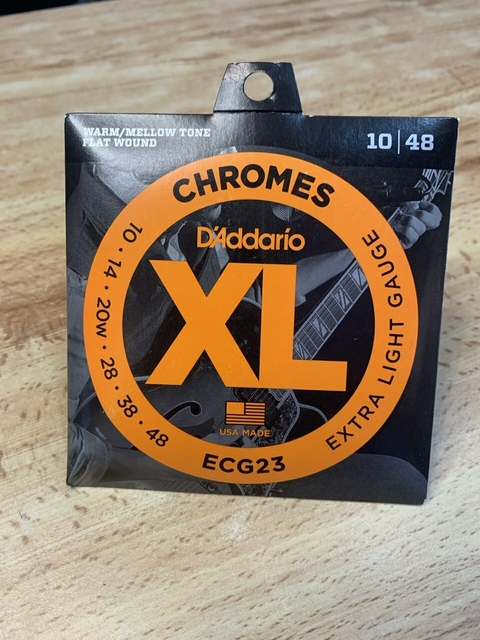 WARM/MELLOW TONE
FLAT WOUND
10 | 48
CHROMES
D'Addario
XL
10 • 14 • 20W • 28 • 38 • 48
EXTRA LIGHT GAUGE
USA MADE
ECG23